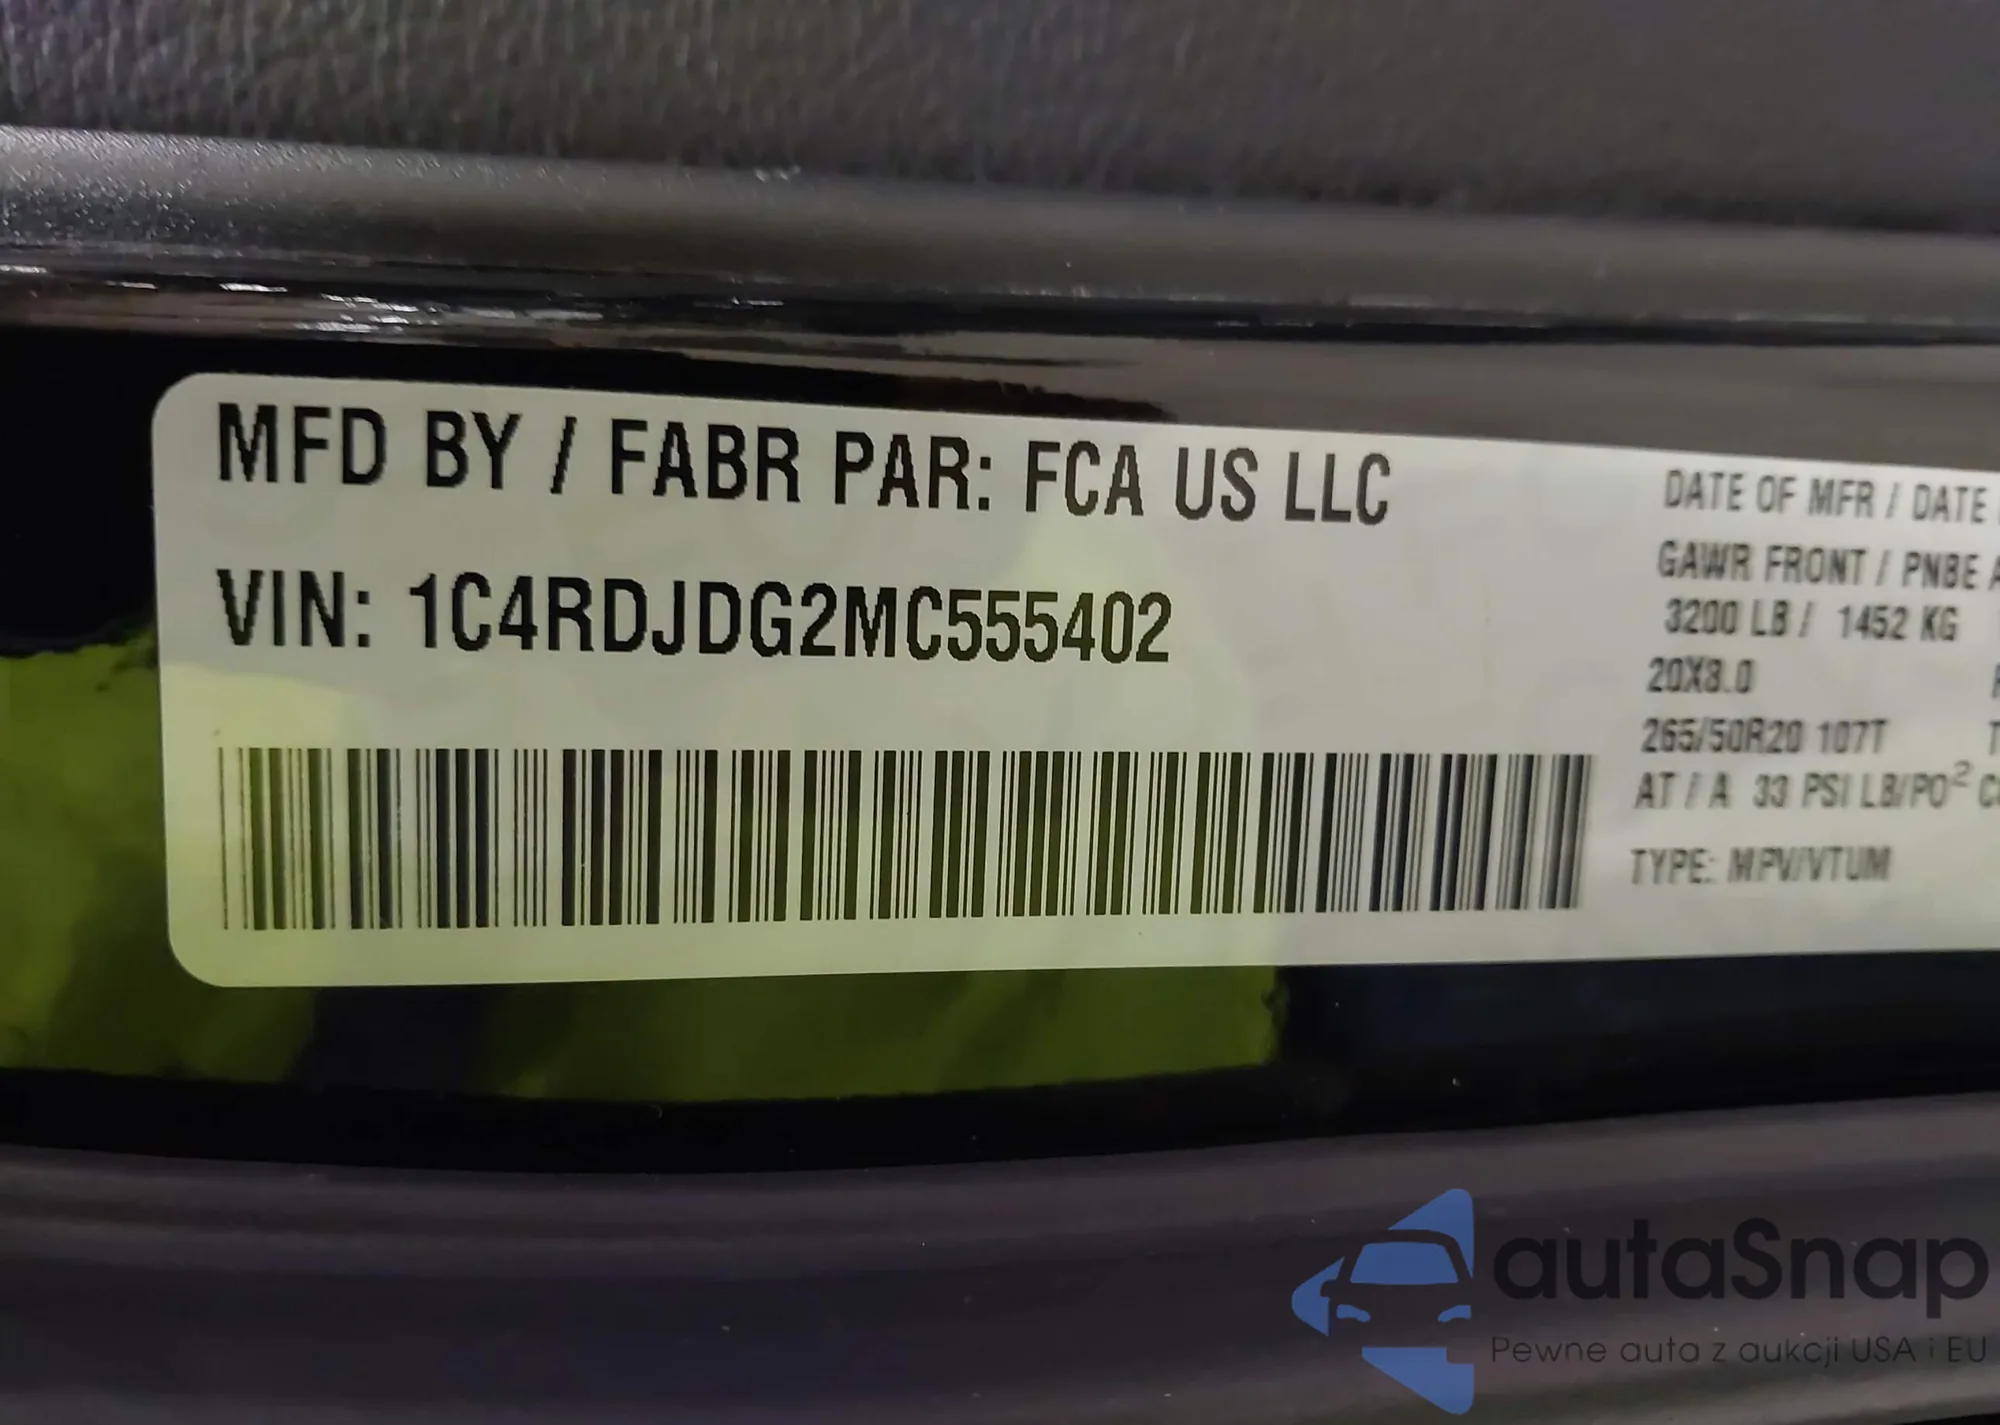 MFD BY / FABR PAR: FCA US LLC
VIN: 1C4RDJDG2MC555402
DATE OF MFR / DATE
GAWR FRONT / PNBE A
3200 LB / 1452 KG
20X8.0
265/50R20 107T
AT / A 33 PSI LB/PO²
TYPE: MPV/VTUM
autaSnap
Pewne auta z aukcji USA i EU